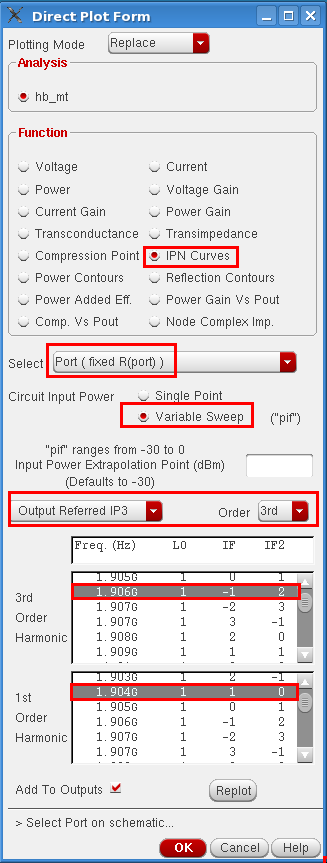 Direct Plot Form
Plotting Mode Replace
Analysis
hb_mt
Function
Voltage Current
Power Voltage Gain
Current Gain Power Gain
Transconductance Transimpedance
Compression Point IPN Curves
Power Contours Reflection Contours
Power Added Eff. Power Gain Vs Pout
Comp. Vs Pout Node Complex Imp.
Select Port ( fixed R(port) )
Circuit Input Power Single Point
Variable Sweep ("pif")
"pif" ranges from -30 to 0
Input Power Extrapolation Point (dBm)
(Defaults to -30)
Output Referred IP3 Order 3rd
Freq. (Hz) LO IF IF2
3rd
Order
Harmonic
1.905G 1 0 1
1.906G 1 -1 2
1.907G 1 -2 3
1.907G 1 3 -1
1.908G 1 2 0
1.909G 1 1 1
1st
Order
Harmonic
1.903G 1 2 -1
1.904G 1 1 0
1.905G 1 0 1
1.906G 1 -1 2
1.907G 1 -2 3
1.907G 1 3 -1
Add To Outputs Replot
> Select Port on schematic...
OK Cancel Help